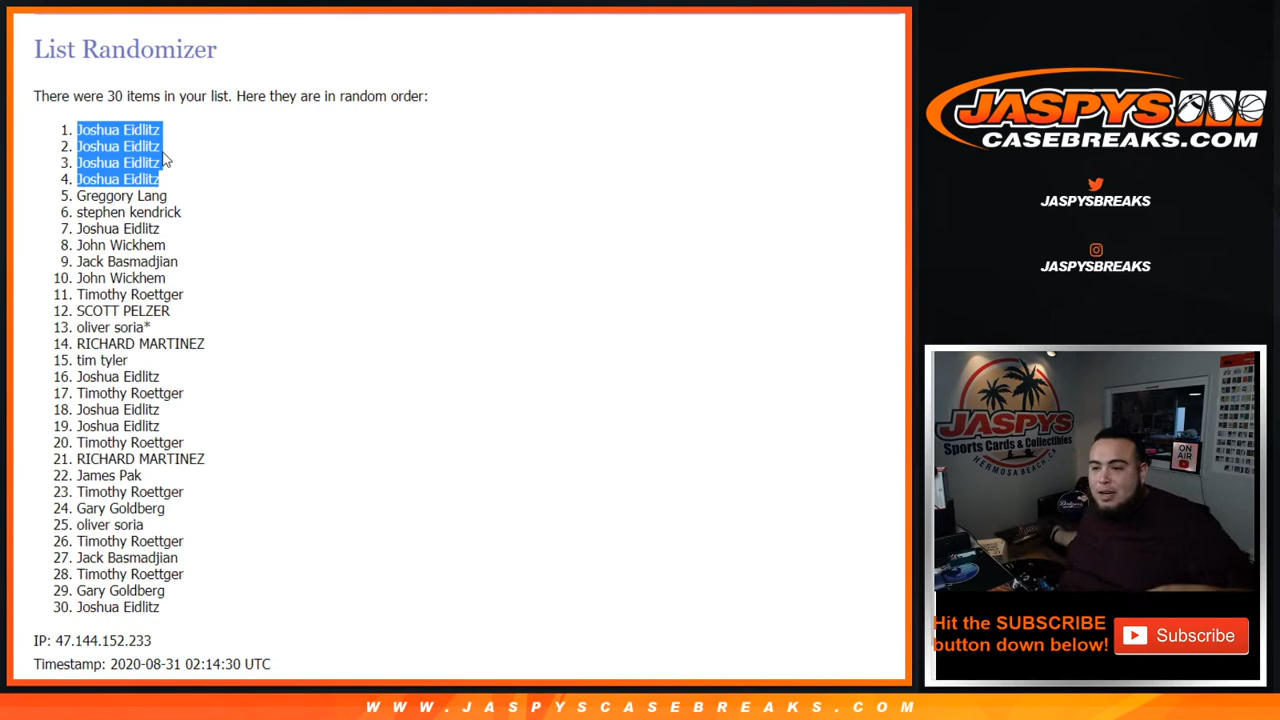 List Randomizer
There were 30 items in your list. Here they are in random order:
1. Joshua Eidlitz
2. Joshua Eidlitz
3. Joshua Eidlitz
4. Joshua Eidlitz
5. Greggory Lang
6. stephen kendrick
7. Joshua Eidlitz
8. John Wickhem
9. Jack Basmadjian
10. John Wickhem
11. Timothy Roettger
12. SCOTT PELZER
13. oliver soria*
14. RICHARD MARTINEZ
15. tim tyler
16. Joshua Eidlitz
17. Timothy Roettger
18. Joshua Eidlitz
19. Joshua Eidlitz
20. Timothy Roettger
21. RICHARD MARTINEZ
22. James Pak
23. Timothy Roettger
24. Gary Goldberg
25. oliver soria
26. Timothy Roettger
27. Jack Basmadjian
28. Timothy Roettger
29. Gary Goldberg
30. Joshua Eidlitz
IP: 47.144.152.233
Timestamp: 2020-08-31 02:14:30 UTC
JASPYS
CASEBREAKS.COM
JASPYSBREAKS
JASPYSBREAKS
JASPYS
Sports Cards & Collectibles
HERMOSA BEACH, CA
ON
AIR
Hit the SUBSCRIBE
button down below!
Subscribe
WWW.JASPYSCASEBREAKS.COM